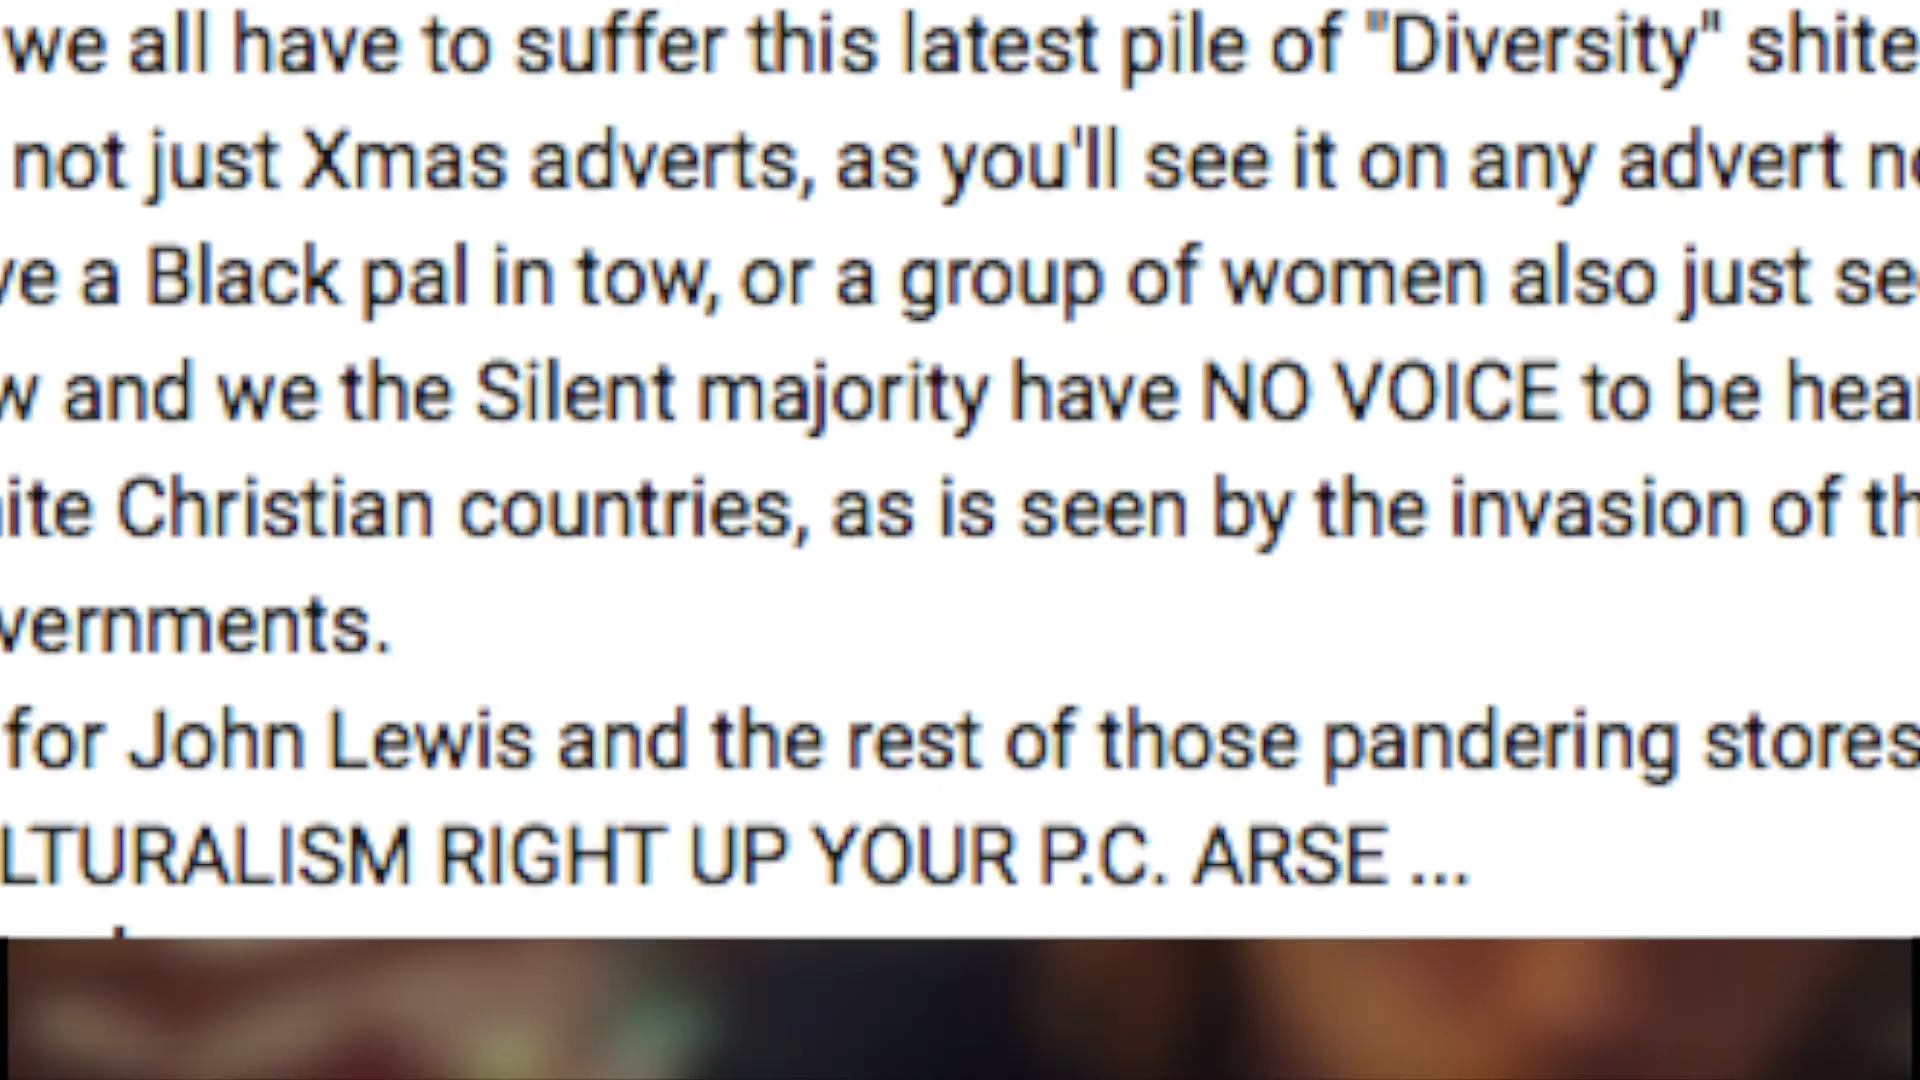 we all have to suffer this latest pile of "Diversity" shite
not just Xmas adverts, as you'll see it on any advert
a Black pal in tow, or a group of women also just
and we the Silent majority have NO VOICE to be
Christian countries, as is seen by the invasion of
vernments.
for John Lewis and the rest of those pandering stores
LTURALISM RIGHT UP YOUR P.C. ARSE ...